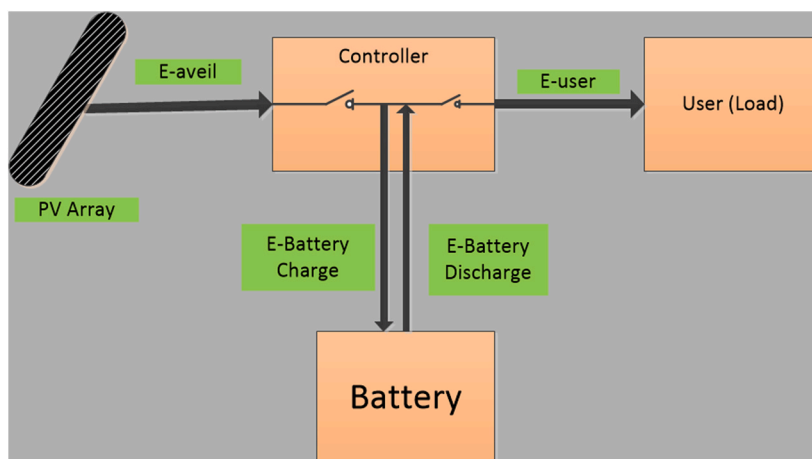 Controller
E-aveil
E-user
User (Load)
PV Array
E-Battery
Charge
E-Battery
Discharge
Battery